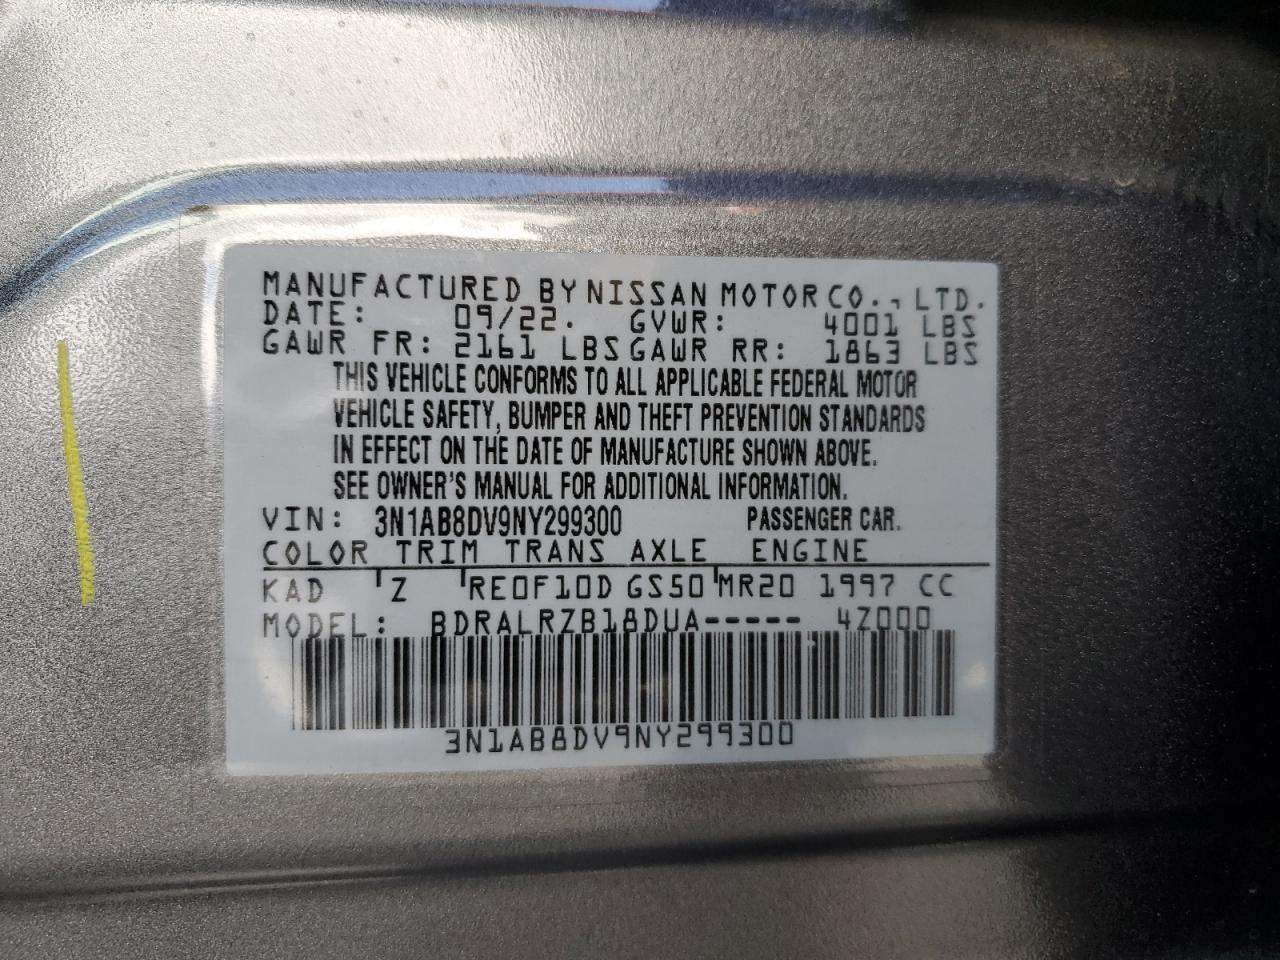 MANUFACTURED BY NISSAN MOTOR CO., LTD.
DATE: 09/22. GVWR: 4001 LBS
GAWR FR: 2161 LBS GAWR RR: 1863 LBS
THIS VEHICLE CONFORMS TO ALL APPLICABLE FEDERAL MOTOR
VEHICLE SAFETY, BUMPER AND THEFT PREVENTION STANDARDS
IN EFFECT ON THE DATE OF MANUFACTURE SHOWN ABOVE.
SEE OWNER'S MANUAL FOR ADDITIONAL INFORMATION.
VIN: 3N1AB8DV9NY299300 PASSENGER CAR.
COLOR TRIM TRANS AXLE ENGINE
KAD Z RE0F10D GS50 MR20 1997 CC
MODEL: BDRALRZB18DUA----- 4Z000
3N1AB8DV9NY299300